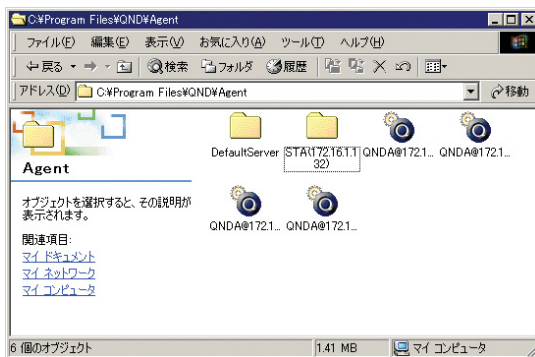 C:¥Program Files¥QND¥Agent
ファイル(F) 編集(E) 表示(V) お気に入り(A) ツール(T) ヘルプ(H)
戻る 検索 フォルダ 履歴
アドレス(D) C:¥Program Files¥QND¥Agent 移動
Agent
オブジェクトを選択すると、その説明が
表示されます。
関連項目:
マイ ドキュメント
マイ ネットワーク
マイ コンピュータ
DefaultServer STA(172.16.1.1 QNDA@172.1... QNDA@172.1...
32)
QNDA@172.1... QNDA@172.1...
6 個のオブジェクト 1.41 MB マイ コンピュータ